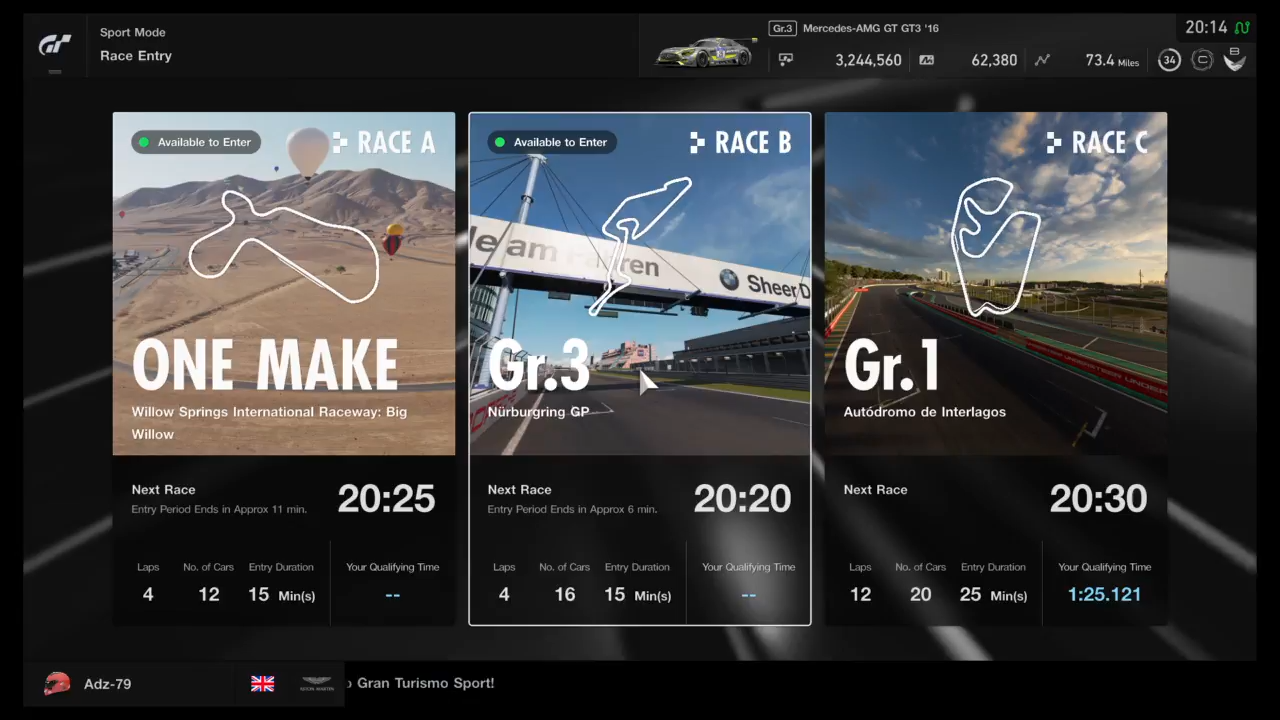 Sport Mode
Race Entry
Gr.3 Mercedes-AMG GT GT3 '16
3,244,560 62,380 73.4 Miles 34 C B
20:14
Available to Enter RACE A
ONE MAKE
Willow Springs International Raceway: Big
Willow
Next Race 20:25
Entry Period Ends in Approx 11 min.
Laps No. of Cars Entry Duration Your Qualifying Time
4 12 15 Min(s) --
Available to Enter RACE B
SheerD
Gr.3
Nürburgring GP
Next Race 20:20
Entry Period Ends in Approx 6 min.
Laps No. of Cars Entry Duration Your Qualifying Time
4 16 15 Min(s) --
RACE C
Gr.1
Autódromo de Interlagos
Next Race 20:30
Laps No. of Cars Entry Duration Your Qualifying Time
12 20 25 Min(s) 1:25.121
Adz-79
ASTON MARTIN
Gran Turismo Sport!